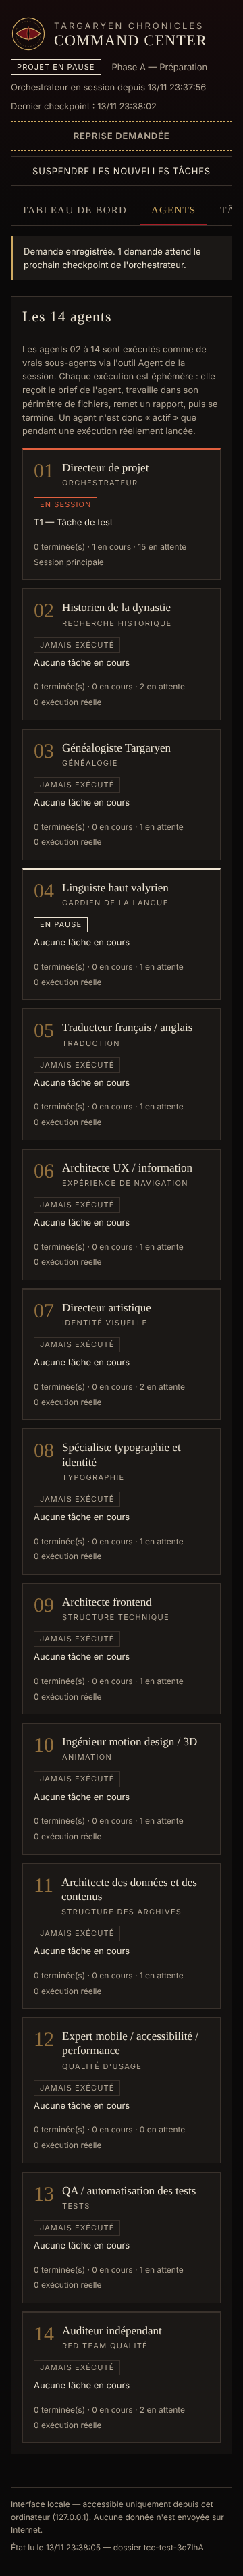 TARGARYEN CHRONICLES
COMMAND CENTER
PROJET EN PAUSE
Phase A — Préparation
Orchestrateur en session depuis 13/11 23:37:56
Dernier checkpoint : 13/11 23:38:02
REPRISE DEMANDÉE
SUSPENDRE LES NOUVELLES TÂCHES
TABLEAU DE BORD AGENTS TÂ
Demande enregistrée. 1 demande attend le
prochain checkpoint de l'orchestrateur.
Les 14 agents
Les agents 02 à 14 sont exécutés comme de
vrais sous-agents via l'outil Agent de la
session. Chaque exécution est éphémère : elle
reçoit le brief de l'agent, travaille dans son
périmètre de fichiers, remet un rapport, puis se
termine. Un agent n'est donc « actif » que
pendant une exécution réellement lancée.
01 Directeur de projet
ORCHESTRATEUR
EN SESSION
T1 — Tâche de test
0 terminée(s) · 1 en cours · 15 en attente
Session principale
02 Historien de la dynastie
RECHERCHE HISTORIQUE
JAMAIS EXÉCUTÉ
Aucune tâche en cours
0 terminée(s) · 0 en cours · 2 en attente
0 exécution réelle
03 Généalogiste Targaryen
GÉNÉALOGIE
JAMAIS EXÉCUTÉ
Aucune tâche en cours
0 terminée(s) · 0 en cours · 1 en attente
0 exécution réelle
04 Linguiste haut valyrien
GARDIEN DE LA LANGUE
EN PAUSE
Aucune tâche en cours
0 terminée(s) · 0 en cours · 1 en attente
0 exécution réelle
05 Traducteur français / anglais
TRADUCTION
JAMAIS EXÉCUTÉ
Aucune tâche en cours
0 terminée(s) · 0 en cours · 1 en attente
0 exécution réelle
06 Architecte UX / information
EXPÉRIENCE DE NAVIGATION
JAMAIS EXÉCUTÉ
Aucune tâche en cours
0 terminée(s) · 0 en cours · 1 en attente
0 exécution réelle
07 Directeur artistique
IDENTITÉ VISUELLE
JAMAIS EXÉCUTÉ
Aucune tâche en cours
0 terminée(s) · 0 en cours · 2 en attente
0 exécution réelle
08 Spécialiste typographie et
identité
TYPOGRAPHIE
JAMAIS EXÉCUTÉ
Aucune tâche en cours
0 terminée(s) · 0 en cours · 1 en attente
0 exécution réelle
09 Architecte frontend
STRUCTURE TECHNIQUE
JAMAIS EXÉCUTÉ
Aucune tâche en cours
0 terminée(s) · 0 en cours · 1 en attente
0 exécution réelle
10 Ingénieur motion design / 3D
ANIMATION
JAMAIS EXÉCUTÉ
Aucune tâche en cours
0 terminée(s) · 0 en cours · 1 en attente
0 exécution réelle
11 Architecte des données et des
contenus
STRUCTURE DES ARCHIVES
JAMAIS EXÉCUTÉ
Aucune tâche en cours
0 terminée(s) · 0 en cours · 1 en attente
0 exécution réelle
12 Expert mobile / accessibilité /
performance
QUALITÉ D'USAGE
JAMAIS EXÉCUTÉ
Aucune tâche en cours
0 terminée(s) · 0 en cours · 0 en attente
0 exécution réelle
13 QA / automatisation des tests
TESTS
JAMAIS EXÉCUTÉ
Aucune tâche en cours
0 terminée(s) · 0 en cours · 1 en attente
0 exécution réelle
14 Auditeur indépendant
RED TEAM QUALITÉ
JAMAIS EXÉCUTÉ
Aucune tâche en cours
0 terminée(s) · 0 en cours · 2 en attente
0 exécution réelle
Interface locale — accessible uniquement depuis cet
ordinateur (127.0.0.1). Aucune donnée n'est envoyée sur
Internet.
État lu le 13/11 23:38:05 — dossier tcc-test-3o7IhA